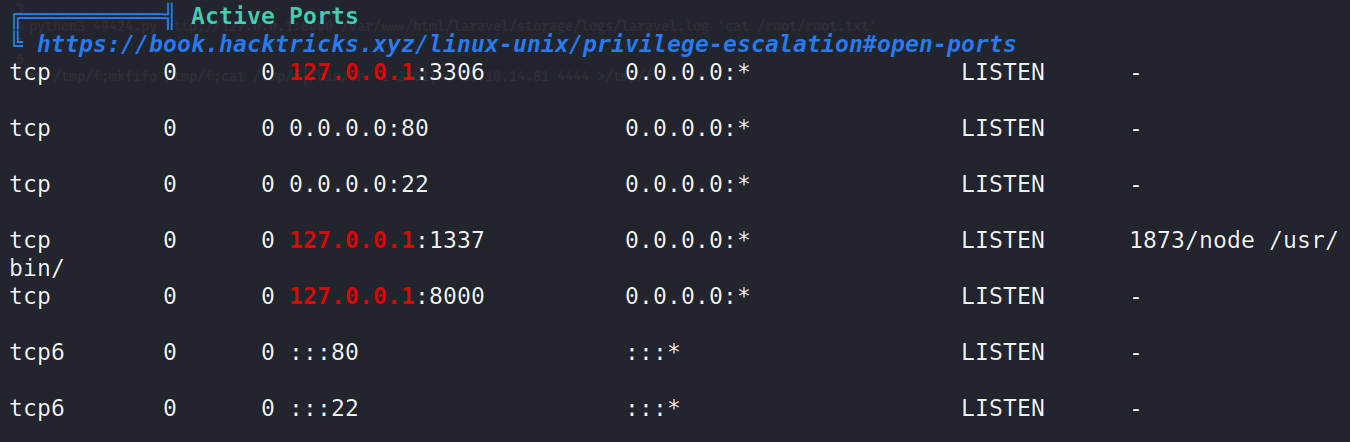 Active Ports
https://book.hacktricks.xyz/linux-unix/privilege-escalation#open-ports
tcp 0 0 127.0.0.1:3306 0.0.0.0:* LISTEN -
tcp 0 0 0.0.0.0:80 0.0.0.0:* LISTEN -
tcp 0 0 0.0.0.0:22 0.0.0.0:* LISTEN -
tcp 0 0 127.0.0.1:1337 0.0.0.0:* LISTEN 1873/node /usr/
bin/
tcp 0 0 127.0.0.1:8000 0.0.0.0:* LISTEN -
tcp6 0 0 :::80 :::* LISTEN -
tcp6 0 0 :::22 :::* LISTEN -